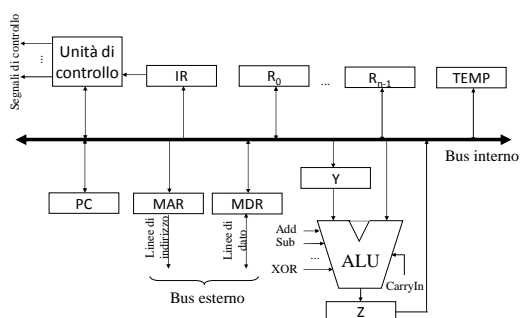 Segnali di controllo
...
Unità di
controllo
IR
R0
...
Rn-1
TEMP
Bus interno
PC
MAR
MDR
Y
Linee di
indirizzo
Linee di
dato
Bus esterno
Add
Sub
...
XOR
ALU
CarryIn
Z